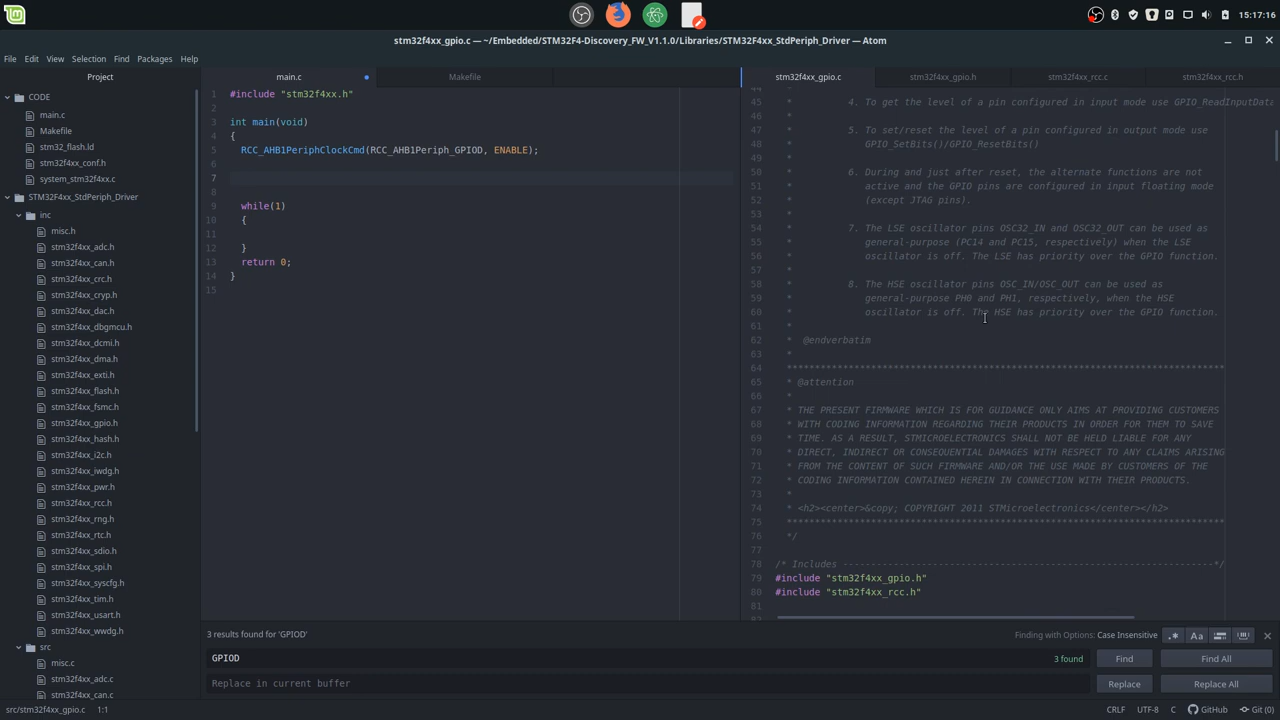 15:17:16
stm32f4xx_gpio.c — ~/Embedded/STM32F4-Discovery_FW_V1.1.0/Libraries/STM32F4xx_StdPeriph_Driver — Atom
File Edit View Selection Find Packages Help
Project
CODE
main.c
Makefile
stm32_flash.ld
stm32f4xx_conf.h
system_stm32f4xx.c
STM32F4xx_StdPeriph_Driver
inc
misc.h
stm32f4xx_adc.h
stm32f4xx_can.h
stm32f4xx_crc.h
stm32f4xx_cryp.h
stm32f4xx_dac.h
stm32f4xx_dbgmcu.h
stm32f4xx_dcmi.h
stm32f4xx_dma.h
stm32f4xx_exti.h
stm32f4xx_flash.h
stm32f4xx_fsmc.h
stm32f4xx_gpio.h
stm32f4xx_hash.h
stm32f4xx_i2c.h
stm32f4xx_iwdg.h
stm32f4xx_pwr.h
stm32f4xx_rcc.h
stm32f4xx_rng.h
stm32f4xx_rtc.h
stm32f4xx_sdio.h
stm32f4xx_spi.h
stm32f4xx_syscfg.h
stm32f4xx_tim.h
stm32f4xx_usart.h
stm32f4xx_wwdg.h
src
misc.c
stm32f4xx_adc.c
stm32f4xx_can.c
main.c Makefile
1 #include "stm32f4xx.h"
2
3 int main(void)
4 {
5 RCC_AHB1PeriphClockCmd(RCC_AHB1Periph_GPIOD, ENABLE);
6
7
8
9 while(1)
10 {
11
12 }
13 return 0;
14 }
15
stm32f4xx_gpio.c stm32f4xx_gpio.h stm32f4xx_rcc.c stm32f4xx_rcc.h
44 *
45 * 4. To get the level of a pin configured in input mode use GPIO_ReadInputData
46 *
47 * 5. To set/reset the level of a pin configured in output mode use
48 * GPIO_SetBits()/GPIO_ResetBits()
49 *
50 * 6. During and just after reset, the alternate functions are not
51 * active and the GPIO pins are configured in input floating mode
52 * (except JTAG pins).
53 *
54 * 7. The LSE oscillator pins OSC32_IN and OSC32_OUT can be used as
55 * general-purpose (PC14 and PC15, respectively) when the LSE
56 * oscillator is off. The LSE has priority over the GPIO function.
57 *
58 * 8. The HSE oscillator pins OSC_IN/OSC_OUT can be used as
59 * general-purpose PH0 and PH1, respectively, when the HSE
60 * oscillator is off. The HSE has priority over the GPIO function.
61 *
62 * @endverbatim
63 *
64 ******************************************************************************
65 * @attention
66 *
67 * THE PRESENT FIRMWARE WHICH IS FOR GUIDANCE ONLY AIMS AT PROVIDING CUSTOMERS
68 * WITH CODING INFORMATION REGARDING THEIR PRODUCTS IN ORDER FOR THEM TO SAVE
69 * TIME. AS A RESULT, STMICROELECTRONICS SHALL NOT BE HELD LIABLE FOR ANY
70 * DIRECT, INDIRECT OR CONSEQUENTIAL DAMAGES WITH RESPECT TO ANY CLAIMS ARISING
71 * FROM THE CONTENT OF SUCH FIRMWARE AND/OR THE USE MADE BY CUSTOMERS OF THE
72 * CODING INFORMATION CONTAINED HEREIN IN CONNECTION WITH THEIR PRODUCTS.
73 *
74 * <h2><center>&copy; COPYRIGHT 2011 STMicroelectronics</center></h2>
75 ******************************************************************************
76 */
77
78 /* Includes ------------------------------------------------------------------*/
79 #include "stm32f4xx_gpio.h"
80 #include "stm32f4xx_rcc.h"
81
3 results found for 'GPIOD' Finding with Options: Case Insensitive .* Aa
GPIOD 3 found Find Find All
Replace in current buffer Replace Replace All
src/stm32f4xx_gpio.c 1:1 CRLF UTF-8 C GitHub Git (0)